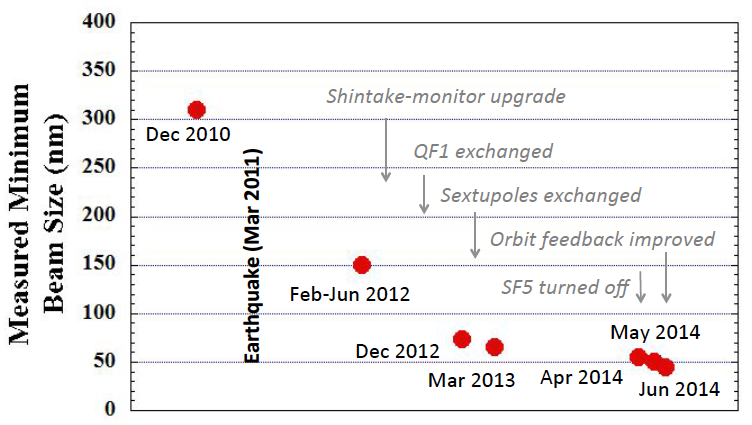 Measured Minimum
Beam Size (nm)
400
350
300
250
200
150
100
50
0
Dec 2010
Earthquake (Mar 2011)
Shintake-monitor upgrade
QF1 exchanged
Sextupoles exchanged
Orbit feedback improved
SF5 turned off
Feb-Jun 2012
May 2014
Dec 2012
Mar 2013
Apr 2014
Jun 2014